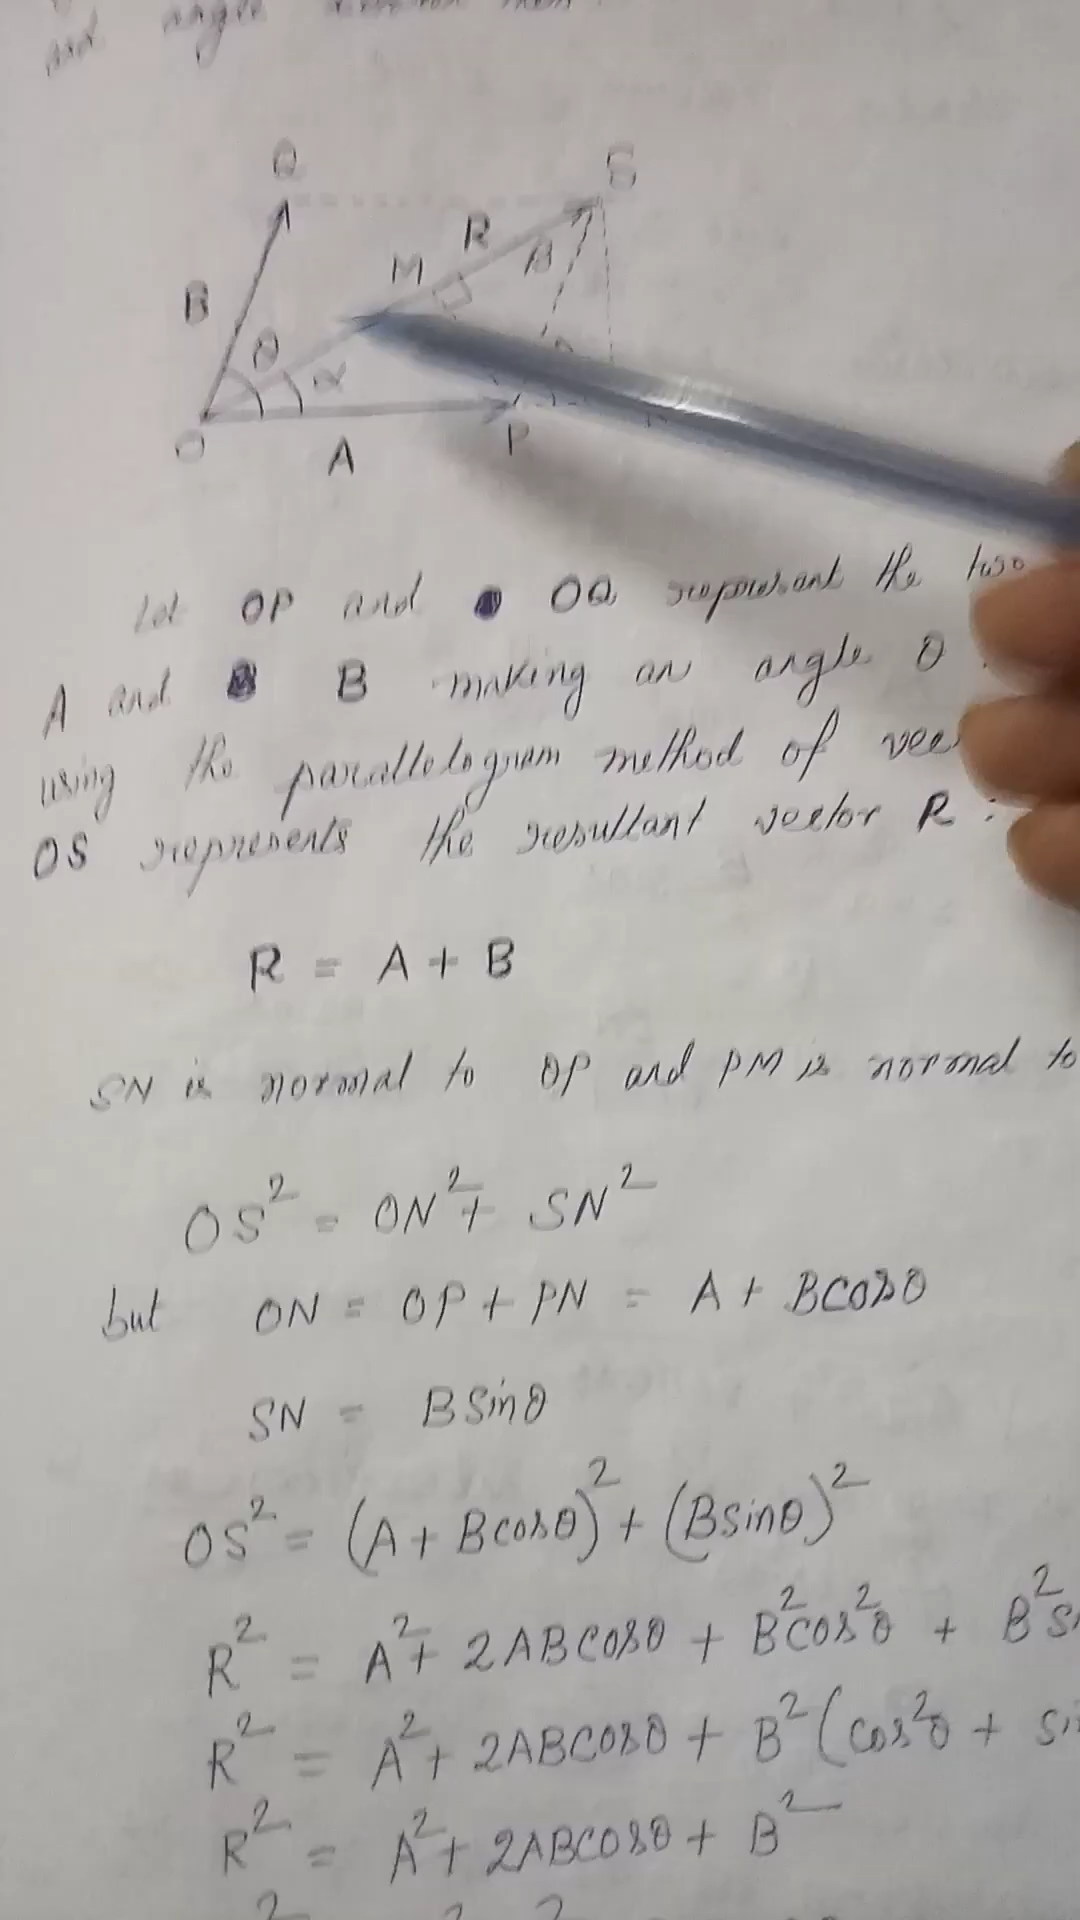 and angle
Q
S
R
M
β
B
θ
α
O
P
A
Let OP and OQ represent the two
A and B making an angle θ.
using the parallelogram method of vec
OS represents the resultant vector R :
R = A + B
SN is normal to OP and PM is normal to
OS² = ON² + SN²
but ON = OP + PN = A + Bcosθ
SN = Bsinθ
OS² = (A + Bcosθ)² + (Bsinθ)²
R² = A² + 2ABcosθ + B²cos²θ + B²s
R² = A² + 2ABcosθ + B²(cos²θ + si
R² = A² + 2ABcosθ + B²